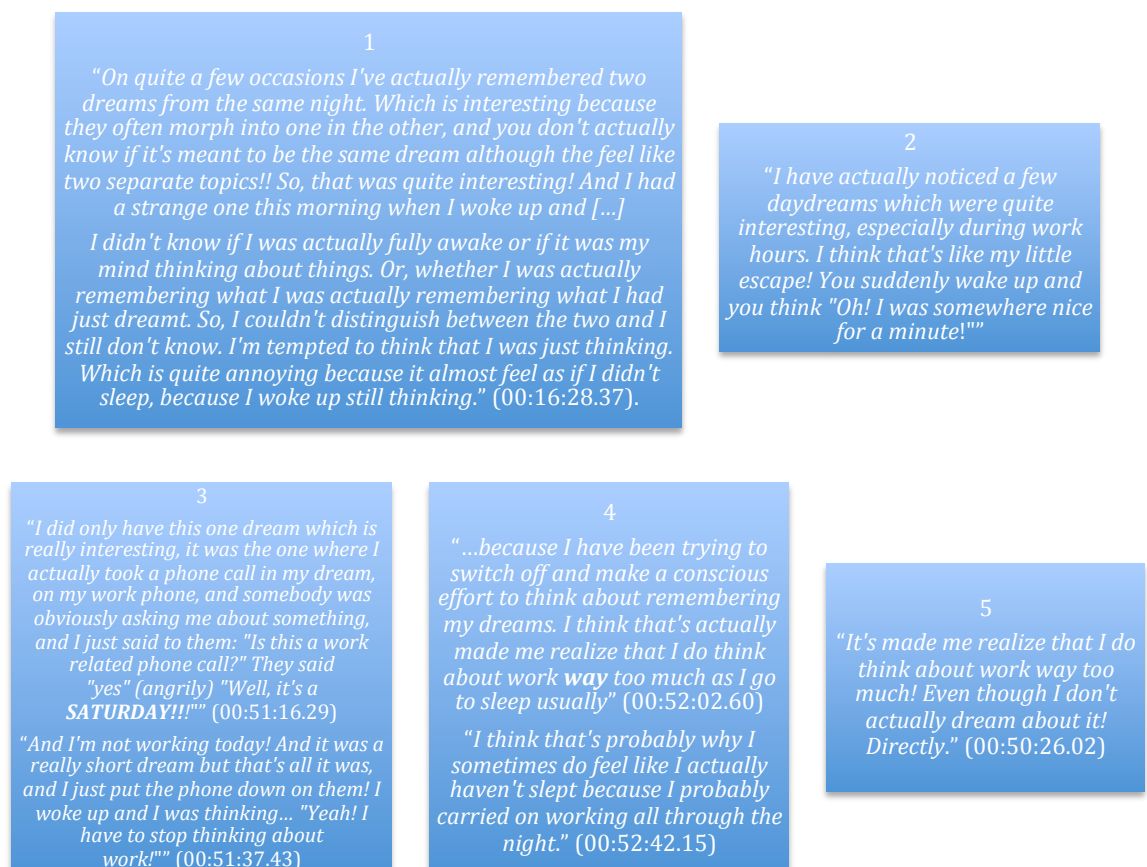 1
“On quite a few occasions I've actually remembered two
dreams from the same night. Which is interesting because
they often morph into one in the other, and you don't actually
know if it's meant to be the same dream although the feel like
two separate topics!! So, that was quite interesting! And I had
a strange one this morning when I woke up and [...]
I didn't know if I was actually fully awake or if it was my
mind thinking about things. Or, whether I was actually
remembering what I was actually remembering what I had
just dreamt. So, I couldn't distinguish between the two and I
still don't know. I'm tempted to think that I was just thinking.
Which is quite annoying because it almost feel as if I didn't
sleep, because I woke up still thinking.” (00:16:28.37).
2
“I have actually noticed a few
daydreams which were quite
interesting, especially during work
hours. I think that's like my little
escape! You suddenly wake up and
you think "Oh! I was somewhere nice
for a minute!"”
3
“I did only have this one dream which is
really interesting, it was the one where I
actually took a phone call in my dream,
on my work phone, and somebody was
obviously asking me about something,
and I just said to them: "Is this a work
related phone call?" They said
"yes" (angrily) "Well, it's a
SATURDAY!!!"” (00:51:16.29)
“And I'm not working today! And it was a
really short dream but that's all it was,
and I just put the phone down on them! I
woke up and I was thinking... "Yeah! I
have to stop thinking about
work!"” (00:51:37.43)
4
“...because I have been trying to
switch off and make a conscious
effort to think about remembering
my dreams. I think that's actually
made me realize that I do think
about work way too much as I go
to sleep usually” (00:52:02.60)
“I think that's probably why I
sometimes do feel like I actually
haven't slept because I probably
carried on working all through the
night.” (00:52:42.15)
5
“It's made me realize that I do
think about work way too
much! Even though I don't
actually dream about it!
Directly.” (00:50:26.02)